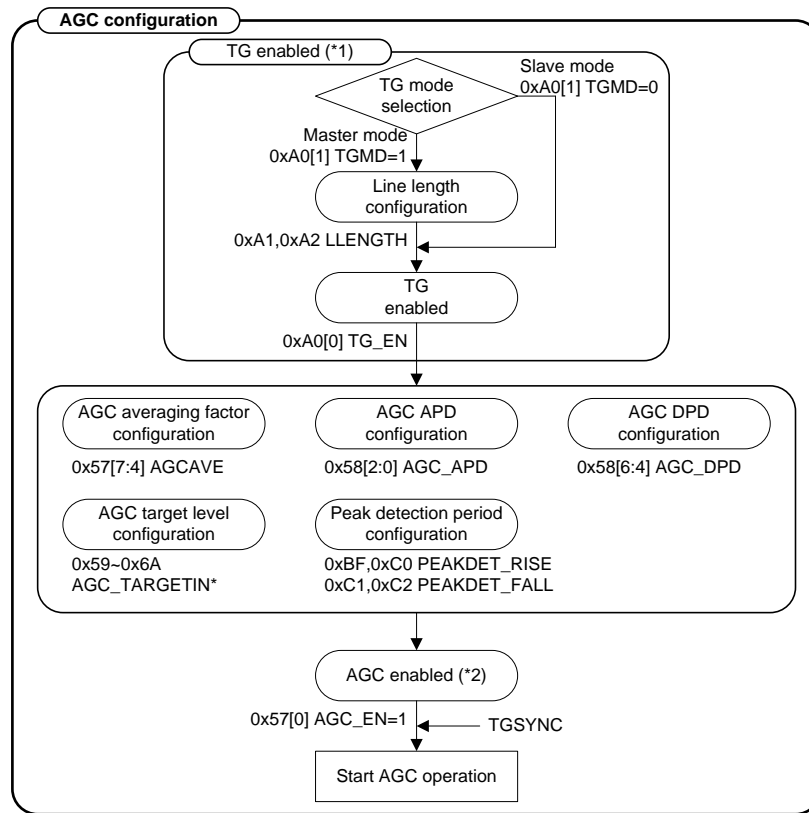 AGC configuration
TG enabled (*1)
TG mode
selection
Slave mode
0xA0[1] TGMD=0
Master mode
0xA0[1] TGMD=1
Line length
configuration
0xA1,0xA2 LLENGTH
TG
enabled
0xA0[0] TG_EN
AGC averaging factor
configuration
0x57[7:4] AGCAVE
AGC APD
configuration
0x58[2:0] AGC_APD
AGC DPD
configuration
0x58[6:4] AGC_DPD
AGC target level
configuration
0x59~0x6A
AGC_TARGETIN*
Peak detection period
configuration
0xBF,0xC0 PEAKDET_RISE
0xC1,0xC2 PEAKDET_FALL
AGC enabled (*2)
0x57[0] AGC_EN=1
TGSYNC
Start AGC operation